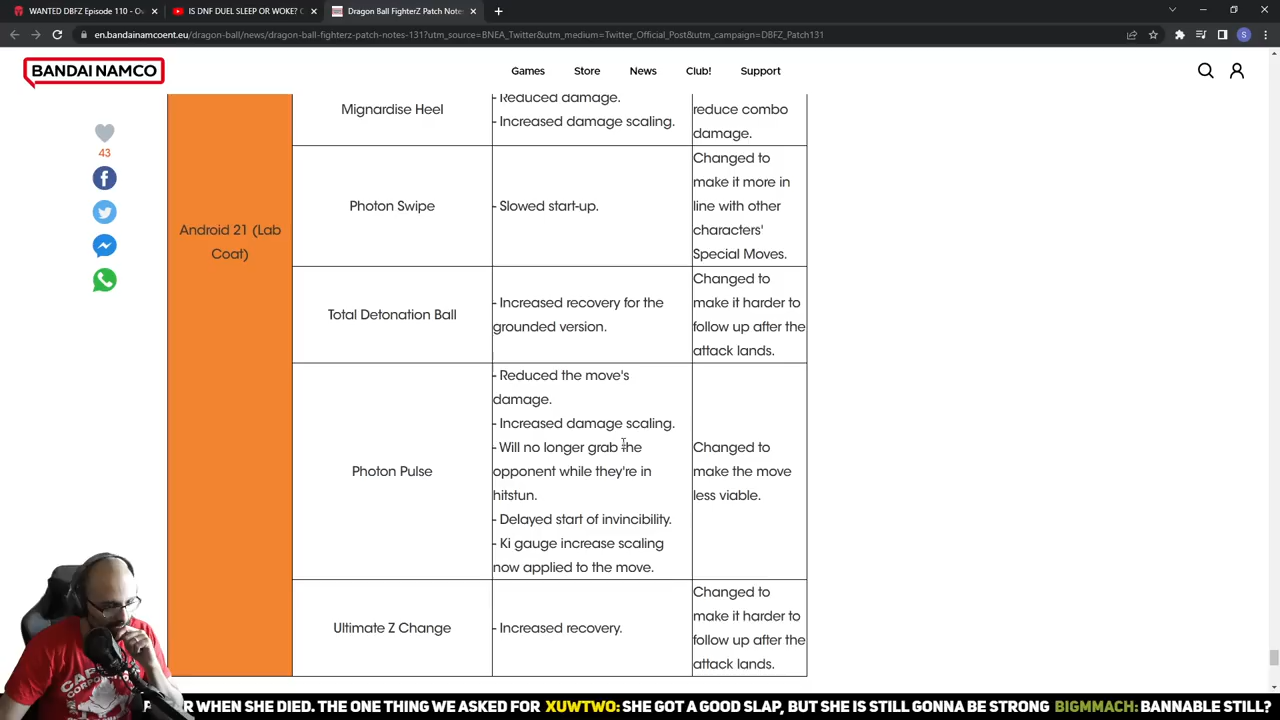 WANTED DBFZ Episode 110 - O
IS DNF DUEL SLEEP OR WOKE?
Dragon Ball FighterZ Patch Notes
en.bandainamcoent.eu/dragon-ball/news/dragon-ball-fighterz-patch-notes-131?utm_source=BNEA_Twitter&utm_medium=Twitter_Official_Post&utm_campaign=DBFZ_Patch131
S
BANDAI NAMCO
Games
Store
News
Club!
Support
43
Android 21 (Lab
Coat)
Mignardise Heel
- Reduced damage.
- Increased damage scaling.
reduce combo
damage.
Photon Swipe
- Slowed start-up.
Changed to
make it more in
line with other
characters'
Special Moves.
Total Detonation Ball
- Increased recovery for the
grounded version.
Changed to
make it harder to
follow up after the
attack lands.
Photon Pulse
- Reduced the move's
damage.
- Increased damage scaling.
- Will no longer grab the
opponent while they're in
hitstun.
- Delayed start of invincibility.
- Ki gauge increase scaling
now applied to the move.
Changed to
make the move
less viable.
Ultimate Z Change
- Increased recovery.
Changed to
make it harder to
follow up after the
attack lands.
WHEN SHE DIED. THE ONE THING WE ASKED FOR XUWTWO: SHE GOT A GOOD SLAP, BUT SHE IS STILL GONNA BE STRONG BIGMMACH: BANNABLE STILL?